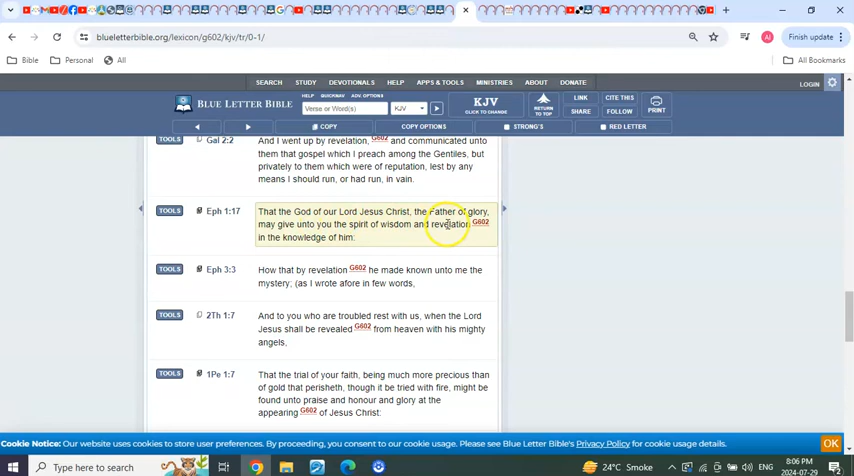 blueletterbible.org/lexicon/g602/kjv/tr/0-1/
Finish update
Bible
Personal
All
All Bookmarks
SEARCH STUDY DEVOTIONALS HELP APPS & TOOLS MINISTRIES ABOUT DONATE
LOGIN
BLUE LETTER BIBLE
HELP QUICKNAV ADV. OPTIONS
Verse or Word(s)
KJV
KJV
CLICK TO CHANGE
RETURN
TO TOP
LINK
SHARE
CITE THIS
FOLLOW
PRINT
COPY
COPY OPTIONS
STRONG'S
RED LETTER
TOOLS Gal 2:2 And I went up by revelation, G602 and communicated unto
them that gospel which I preach among the Gentiles, but
privately to them which were of reputation, lest by any
means I should run, or had run, in vain.
TOOLS Eph 1:17 That the God of our Lord Jesus Christ, the Father of glory,
may give unto you the spirit of wisdom and revelation G602
in the knowledge of him:
TOOLS Eph 3:3 How that by revelation G602 he made known unto me the
mystery; (as I wrote afore in few words,
TOOLS 2Th 1:7 And to you who are troubled rest with us, when the Lord
Jesus shall be revealed G602 from heaven with his mighty
angels,
TOOLS 1Pe 1:7 That the trial of your faith, being much more precious than
of gold that perisheth, though it be tried with fire, might be
found unto praise and honour and glory at the
appearing G602 of Jesus Christ:
Cookie Notice: Our website uses cookies to store user preferences. By proceeding, you consent to our cookie usage. Please see Blue Letter Bible's Privacy Policy for cookie usage details.
OK
Type here to search
24°C Smoke
ENG
8:06 PM
2024-07-29